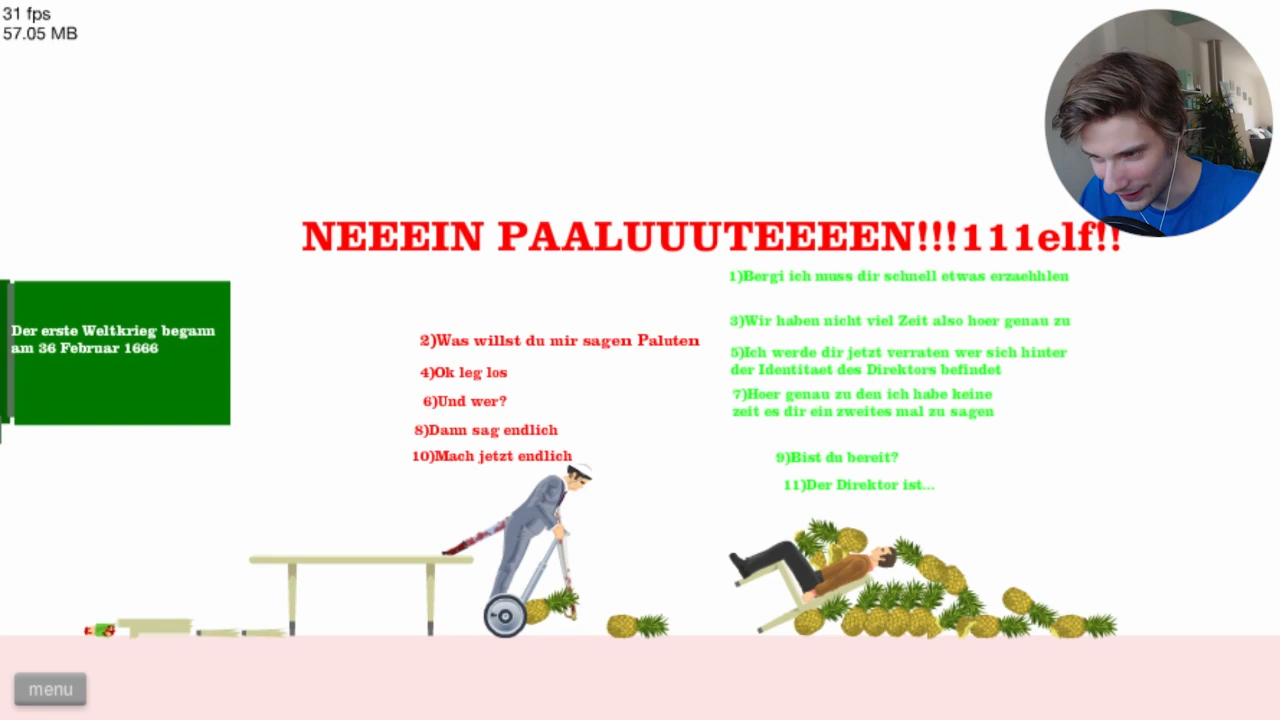 31 fps
57.05 MB
NEEEIN PAALUUUTEEEEN!!!111elf!!
1)Bergi ich muss dir schnell etwas erzaehhlen
Der erste Weltkrieg begann
am 36 Februar 1666
2)Was willst du mir sagen Paluten
3)Wir haben nicht viel Zeit also hoer genau zu
4)Ok leg los
5)Ich werde dir jetzt verraten wer sich hinter
der Identitaet des Direktors befindet
6)Und wer?
7)Hoer genau zu den ich habe keine
zeit es dir ein zweites mal zu sagen
8)Dann sag endlich
9)Bist du bereit?
10)Mach jetzt endlich
11)Der Direktor ist...
menu